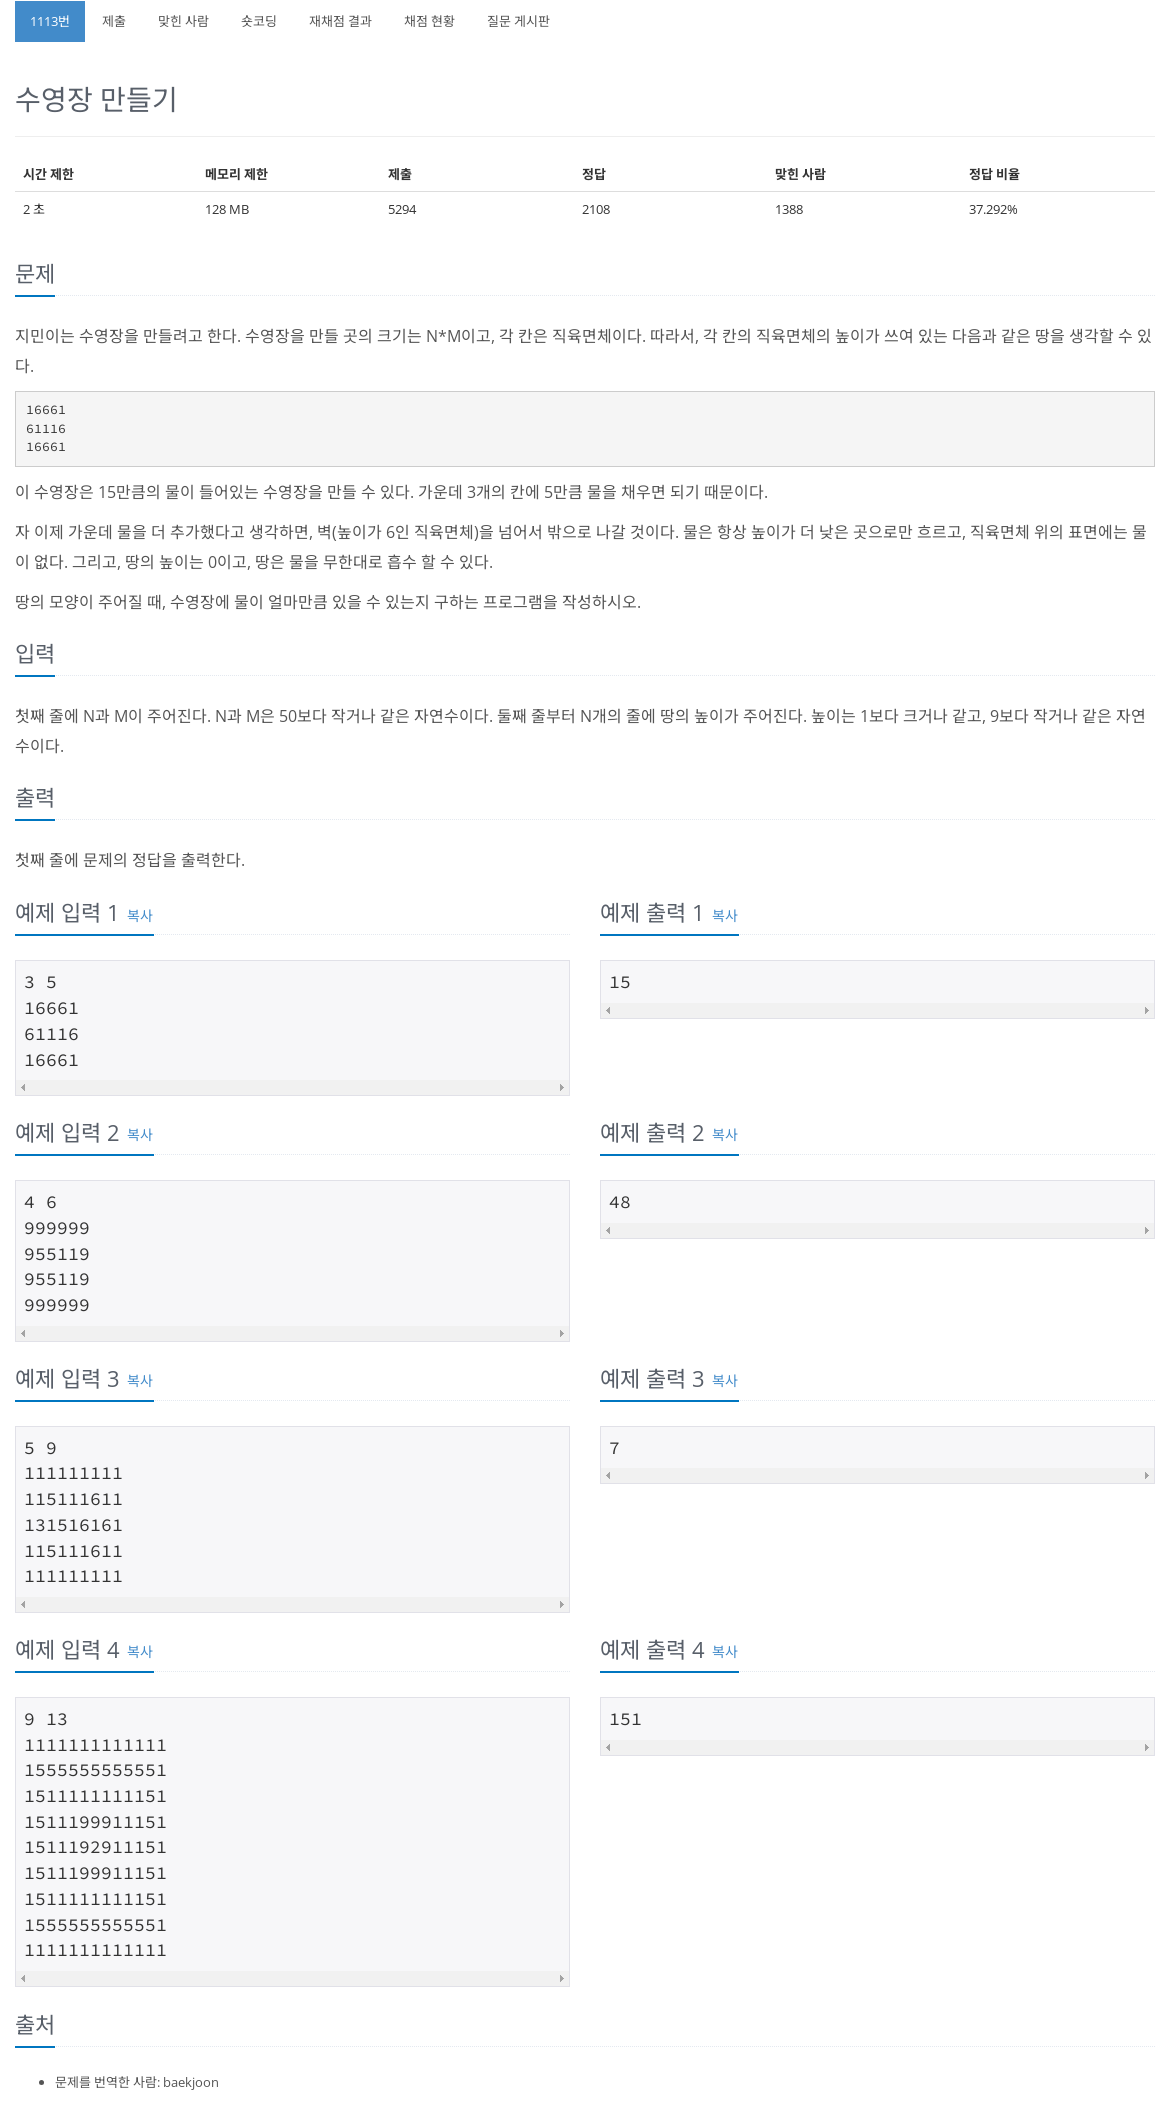 1113번 제출 맞힌 사람 숏코딩 재채점 결과 채점 현황 질문 게시판
수영장 만들기
시간 제한 메모리 제한 제출 정답 맞힌 사람 정답 비율
2 초 128 MB 5294 2108 1388 37.292%
문제
지민이는 수영장을 만들려고 한다. 수영장을 만들 곳의 크기는 N*M이고, 각 칸은 직육면체이다. 따라서, 각 칸의 직육면체의 높이가 쓰여 있는 다음과 같은 땅을 생각할 수 있
다.
16661
61116
16661
이 수영장은 15만큼의 물이 들어있는 수영장을 만들 수 있다. 가운데 3개의 칸에 5만큼 물을 채우면 되기 때문이다.
자 이제 가운데 물을 더 추가했다고 생각하면, 벽(높이가 6인 직육면체)을 넘어서 밖으로 나갈 것이다. 물은 항상 높이가 더 낮은 곳으로만 흐르고, 직육면체 위의 표면에는 물
이 없다. 그리고, 땅의 높이는 0이고, 땅은 물을 무한대로 흡수 할 수 있다.
땅의 모양이 주어질 때, 수영장에 물이 얼마만큼 있을 수 있는지 구하는 프로그램을 작성하시오.
입력
첫째 줄에 N과 M이 주어진다. N과 M은 50보다 작거나 같은 자연수이다. 둘째 줄부터 N개의 줄에 땅의 높이가 주어진다. 높이는 1보다 크거나 같고, 9보다 작거나 같은 자연
수이다.
출력
첫째 줄에 문제의 정답을 출력한다.
예제 입력 1 복사
3 5
16661
61116
16661
예제 출력 1 복사
15
예제 입력 2 복사
4 6
999999
955119
955119
999999
예제 출력 2 복사
48
예제 입력 3 복사
5 9
111111111
115111611
131516161
115111611
111111111
예제 출력 3 복사
7
예제 입력 4 복사
9 13
1111111111111
1555555555551
1511111111151
1511199911151
1511192911151
1511199911151
1511111111151
1555555555551
1111111111111
예제 출력 4 복사
151
출처
문제를 번역한 사람: baekjoon